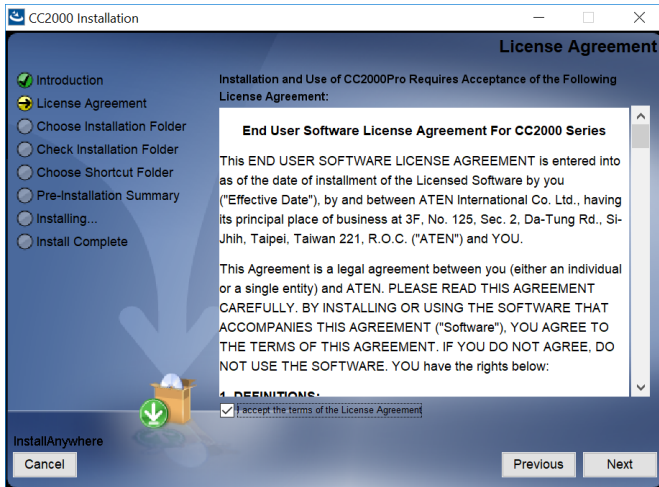 CC2000 Installation
License Agreement
Introduction
License Agreement
Choose Installation Folder
Check Installation Folder
Choose Shortcut Folder
Pre-Installation Summary
Installing...
Install Complete
Installation and Use of CC2000Pro Requires Acceptance of the Following
License Agreement:
End User Software License Agreement For CC2000 Series
This END USER SOFTWARE LICENSE AGREEMENT is entered into
as of the date of installment of the Licensed Software by you
("Effective Date"), by and between ATEN International Co. Ltd., having
its principal place of business at 3F, No. 125, Sec. 2, Da-Tung Rd., Si-
Jhih, Taipei, Taiwan 221, R.O.C. ("ATEN") and YOU.
This Agreement is a legal agreement between you (either an individual
or a single entity) and ATEN. PLEASE READ THIS AGREEMENT
CAREFULLY. BY INSTALLING OR USING THE SOFTWARE THAT
ACCOMPANIES THIS AGREEMENT ("Software"), YOU AGREE TO
THE TERMS OF THIS AGREEMENT. IF YOU DO NOT AGREE, DO
NOT USE THE SOFTWARE. YOU have the rights below:
1. DEFINITIONS:
I accept the terms of the License Agreement
InstallAnywhere
Cancel
Previous
Next